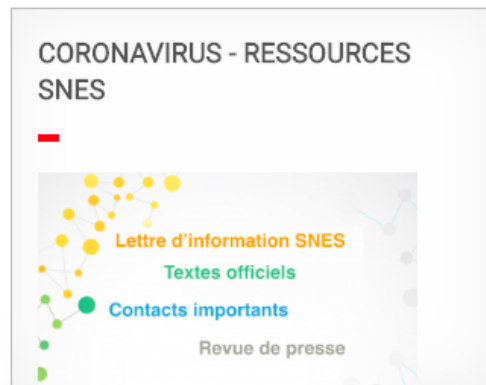 CORONAVIRUS - RESSOURCES
SNES
Lettre d'information SNES
Textes officiels
Contacts importants
Revue de presse